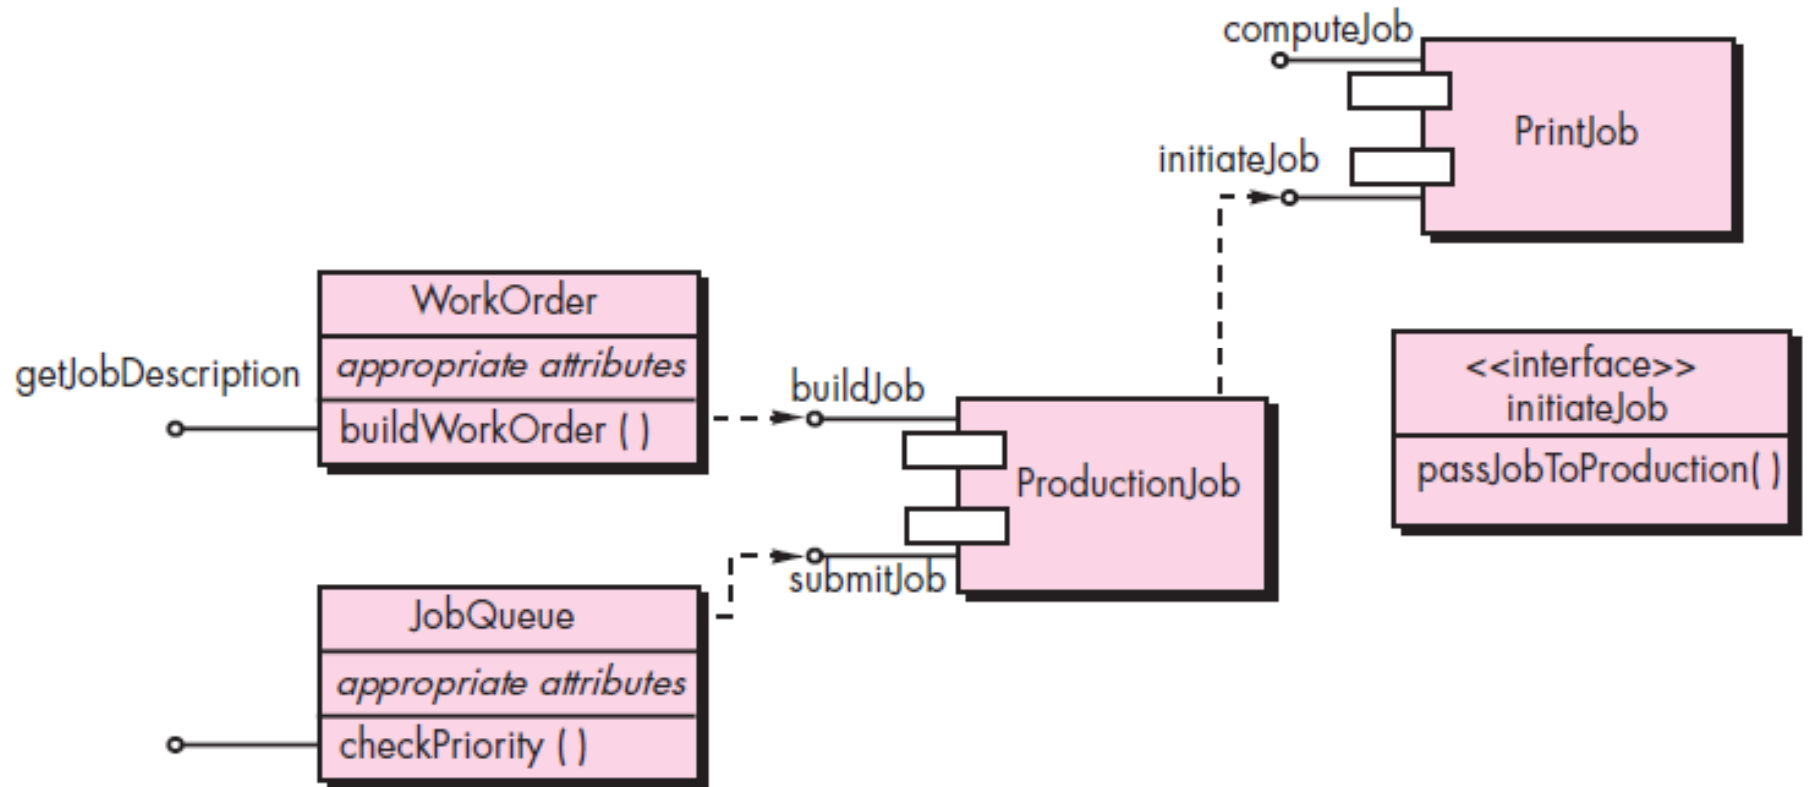 computeJob
PrintJob
initiateJob
WorkOrder
appropriate attributes
getJobDescription
buildWorkOrder ( )
buildJob
ProductionJob
submitJob
<<interface>>
initiateJob
passJobToProduction( )
JobQueue
appropriate attributes
checkPriority ( )